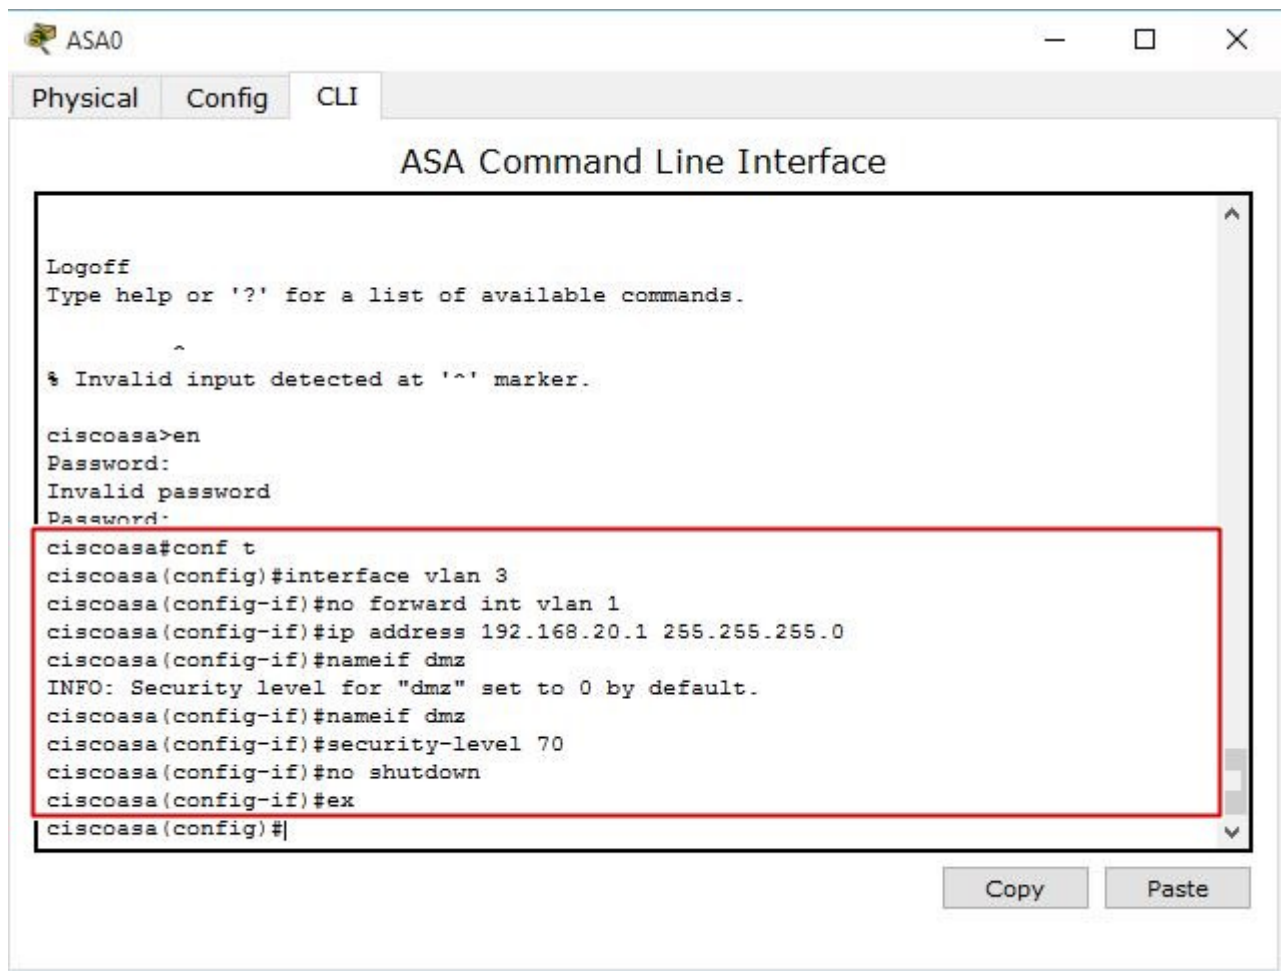 ASA0
Physical Config CLI
ASA Command Line Interface
Logoff
Type help or '?' for a list of available commands.
^
% Invalid input detected at '^' marker.
ciscoasa>en
Password:
Invalid password
Password:
ciscoasa#conf t
ciscoasa(config)#interface vlan 3
ciscoasa(config-if)#no forward int vlan 1
ciscoasa(config-if)#ip address 192.168.20.1 255.255.255.0
ciscoasa(config-if)#nameif dmz
INFO: Security level for "dmz" set to 0 by default.
ciscoasa(config-if)#nameif dmz
ciscoasa(config-if)#security-level 70
ciscoasa(config-if)#no shutdown
ciscoasa(config-if)#ex
ciscoasa(config)#
Copy Paste